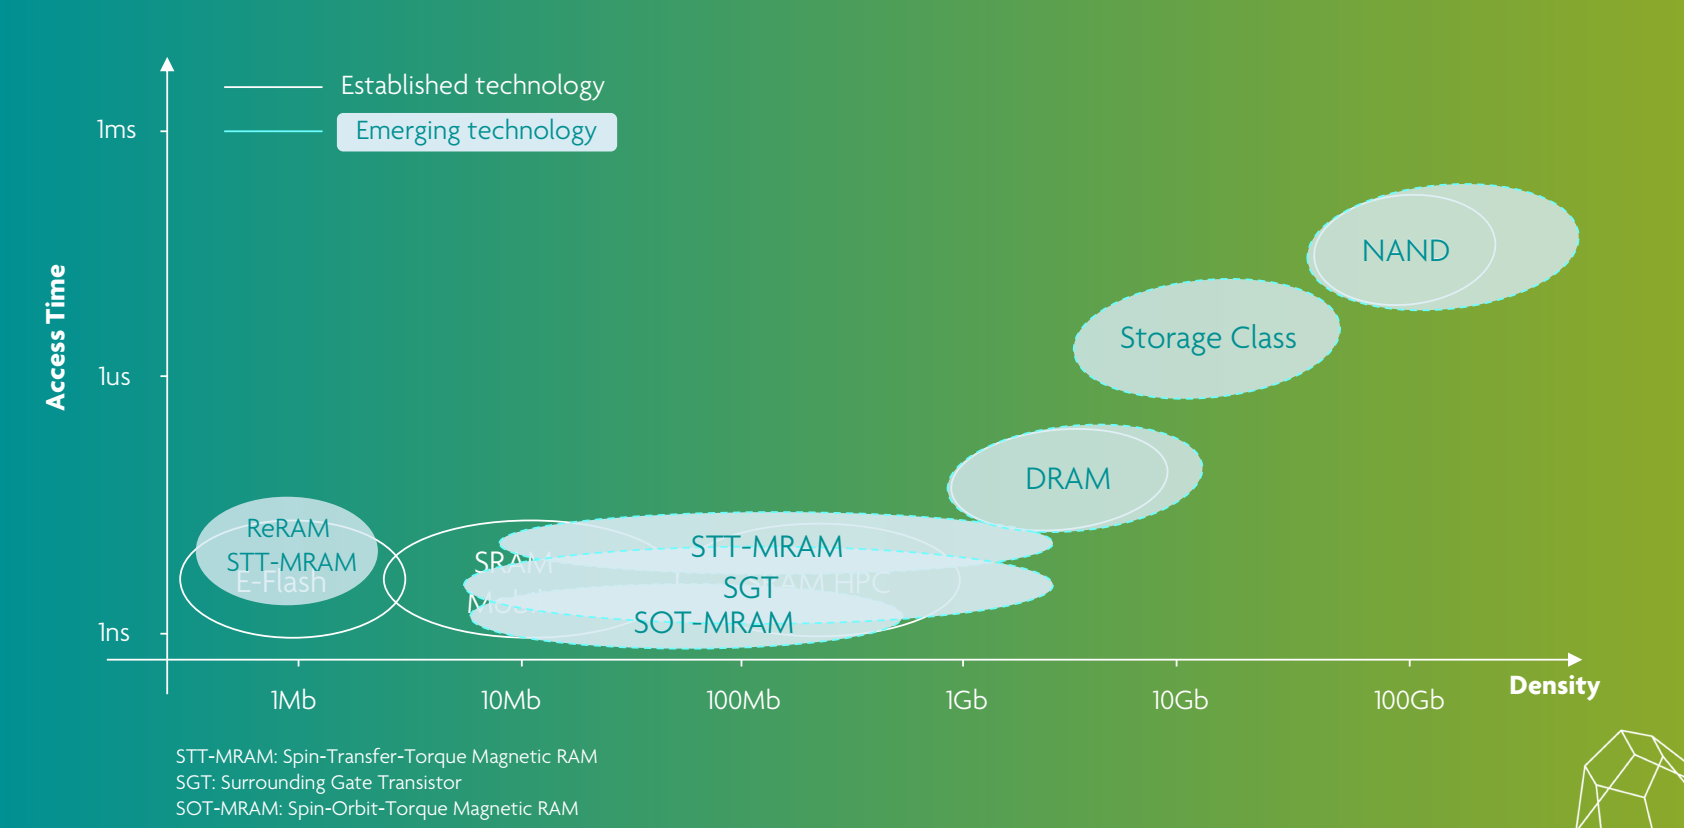 Established technology
Emerging technology
1ms
1us
1ns
Access Time
NAND
Storage Class
DRAM
ReRAM
STT-MRAM
E-Flash
SRAM
STT-MRAM
HPC
SGT
SOT-MRAM
1Mb
10Mb
100Mb
1Gb
10Gb
100Gb
Density
STT-MRAM: Spin-Transfer-Torque Magnetic RAM
SGT: Surrounding Gate Transistor
SOT-MRAM: Spin-Orbit-Torque Magnetic RAM